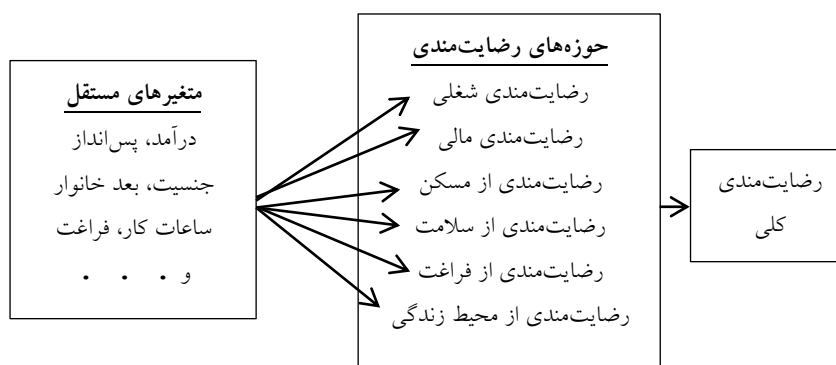 متغیرهای مستقل
درآمد، پس‌انداز
جنسیت، بعد خانوار
ساعات کار، فراغت
و . . .
حوزه‌های رضایت‌مندی
رضایت‌مندی شغلی
رضایت‌مندی مالی
رضایت‌مندی از مسکن
رضایت‌مندی از سلامت
رضایت‌مندی از فراغت
رضایت‌مندی از محیط زندگی
رضایت‌مندی
کلی